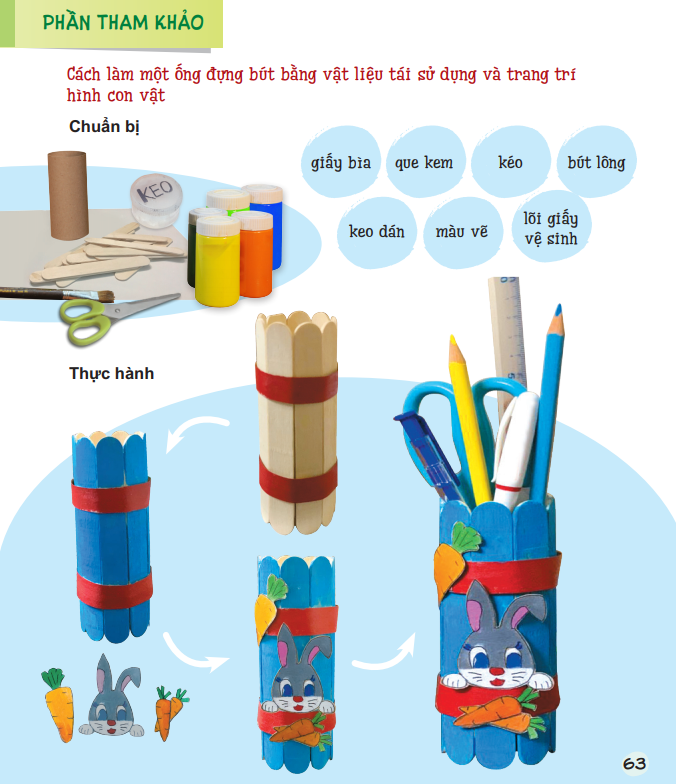 PHẦN THAM KHẢO
Cách làm một ống đựng bút bằng vật liệu tái sử dụng và trang trí
hình con vật
Chuẩn bị
KEO
giấy bìa
que kem
kéo
bút lông
keo dán
màu vẽ
lõi giấy
vệ sinh
Thực hành
63